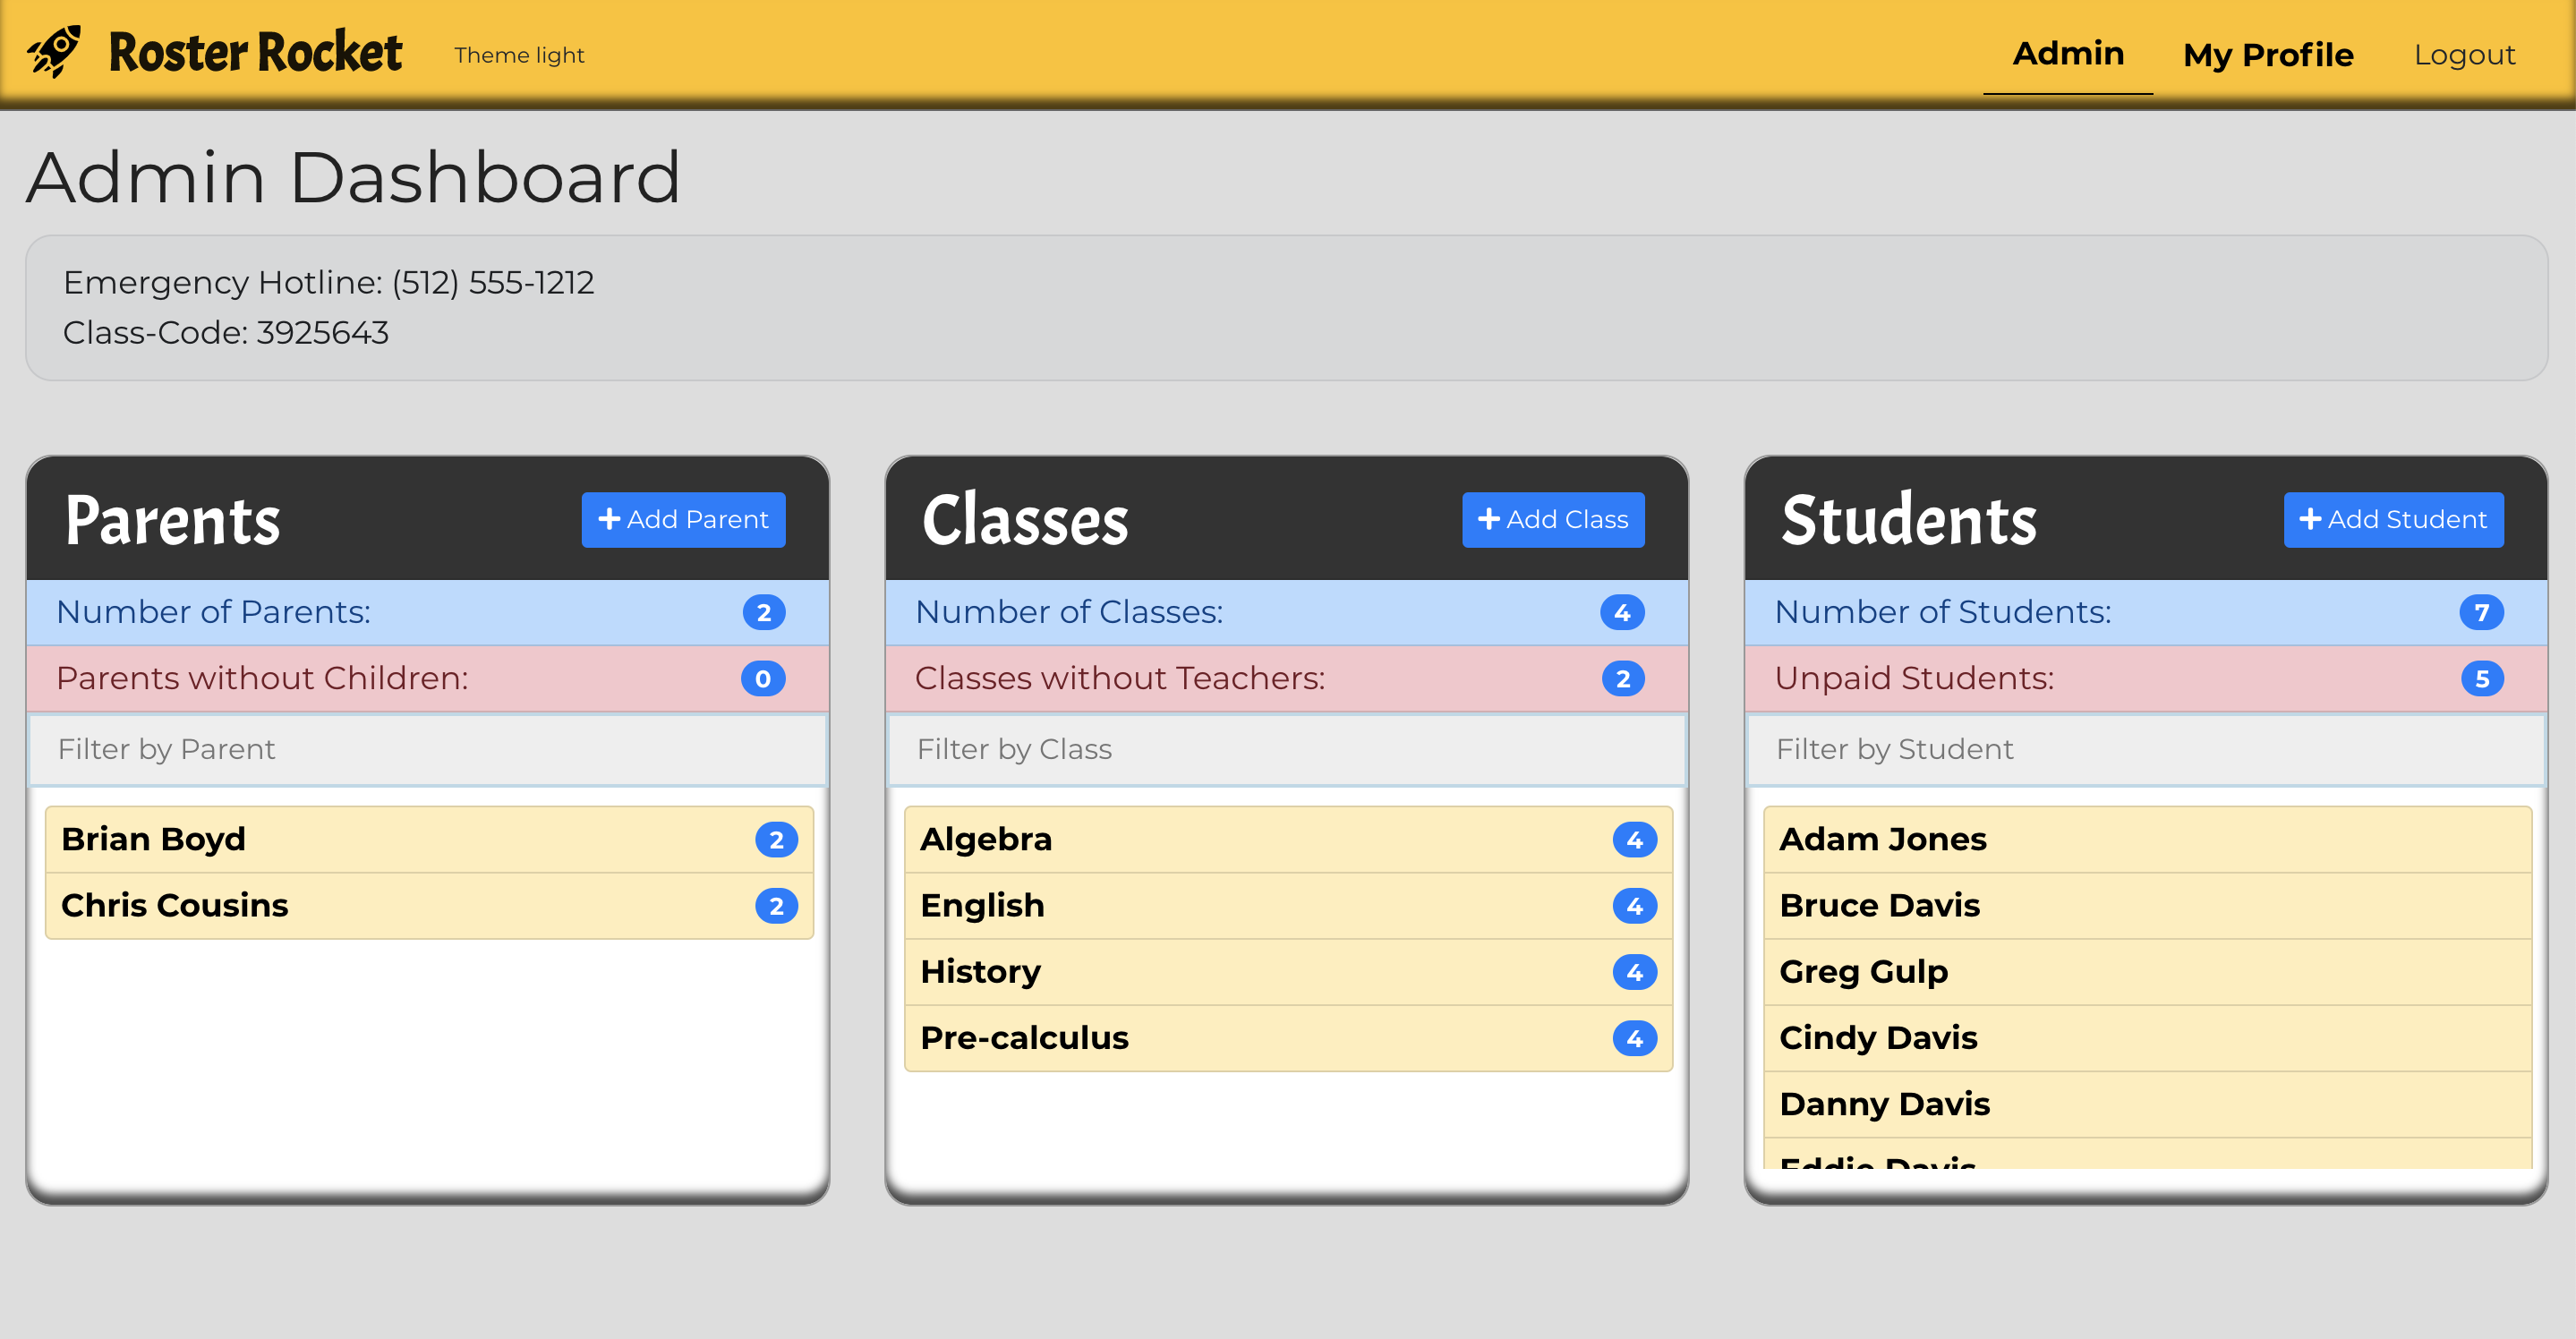 Roster Rocket Theme light Admin My Profile Logout
Admin Dashboard
Emergency Hotline: (512) 555-1212
Class-Code: 3925643
Parents
+ Add Parent
Number of Parents: 2
Parents without Children: 0
Filter by Parent
Brian Boyd 2
Chris Cousins 2
Classes
+ Add Class
Number of Classes: 4
Classes without Teachers: 2
Filter by Class
Algebra 4
English 4
History 4
Pre-calculus 4
Students
+ Add Student
Number of Students: 7
Unpaid Students: 5
Filter by Student
Adam Jones
Bruce Davis
Greg Gulp
Cindy Davis
Danny Davis
Eddie Davis